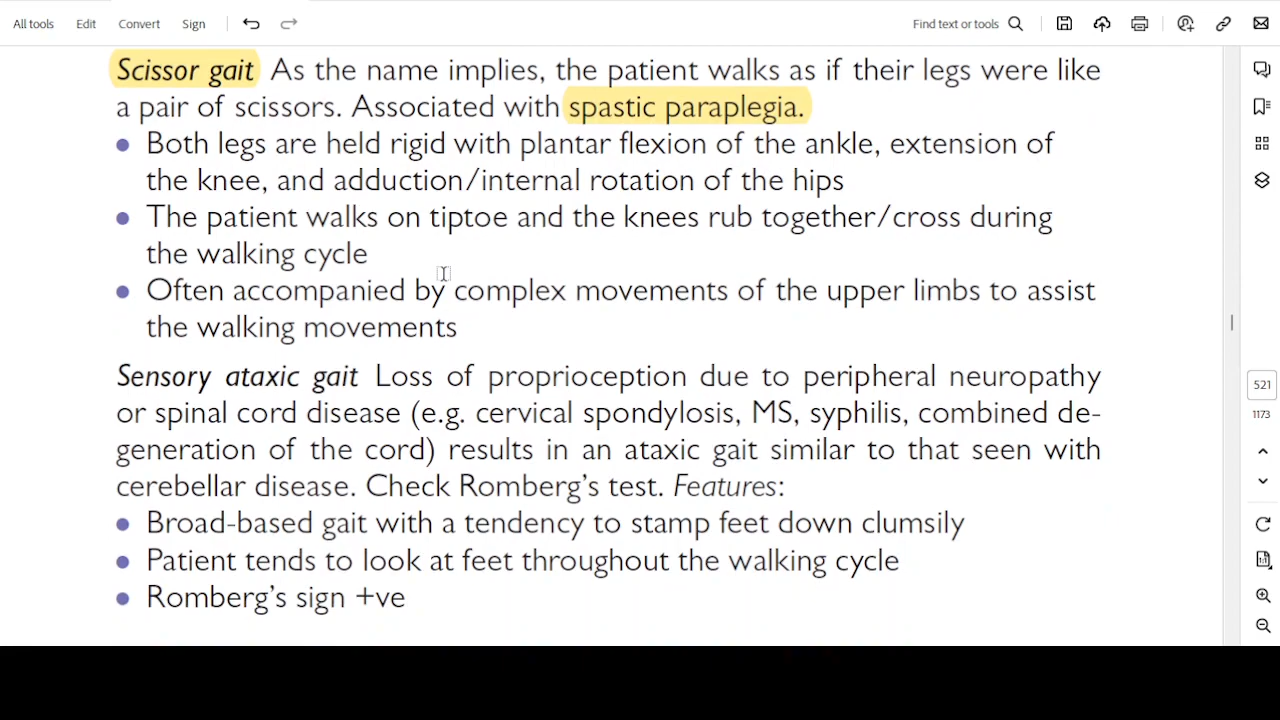 All tools Edit Convert Sign Find text or tools
Scissor gait As the name implies, the patient walks as if their legs were like
a pair of scissors. Associated with spastic paraplegia.
• Both legs are held rigid with plantar flexion of the ankle, extension of
the knee, and adduction/internal rotation of the hips
• The patient walks on tiptoe and the knees rub together/cross during
the walking cycle
• Often accompanied by complex movements of the upper limbs to assist
the walking movements
Sensory ataxic gait Loss of proprioception due to peripheral neuropathy
or spinal cord disease (e.g. cervical spondylosis, MS, syphilis, combined de-
generation of the cord) results in an ataxic gait similar to that seen with
cerebellar disease. Check Romberg's test. Features:
• Broad-based gait with a tendency to stamp feet down clumsily
• Patient tends to look at feet throughout the walking cycle
• Romberg's sign +ve
521
1173